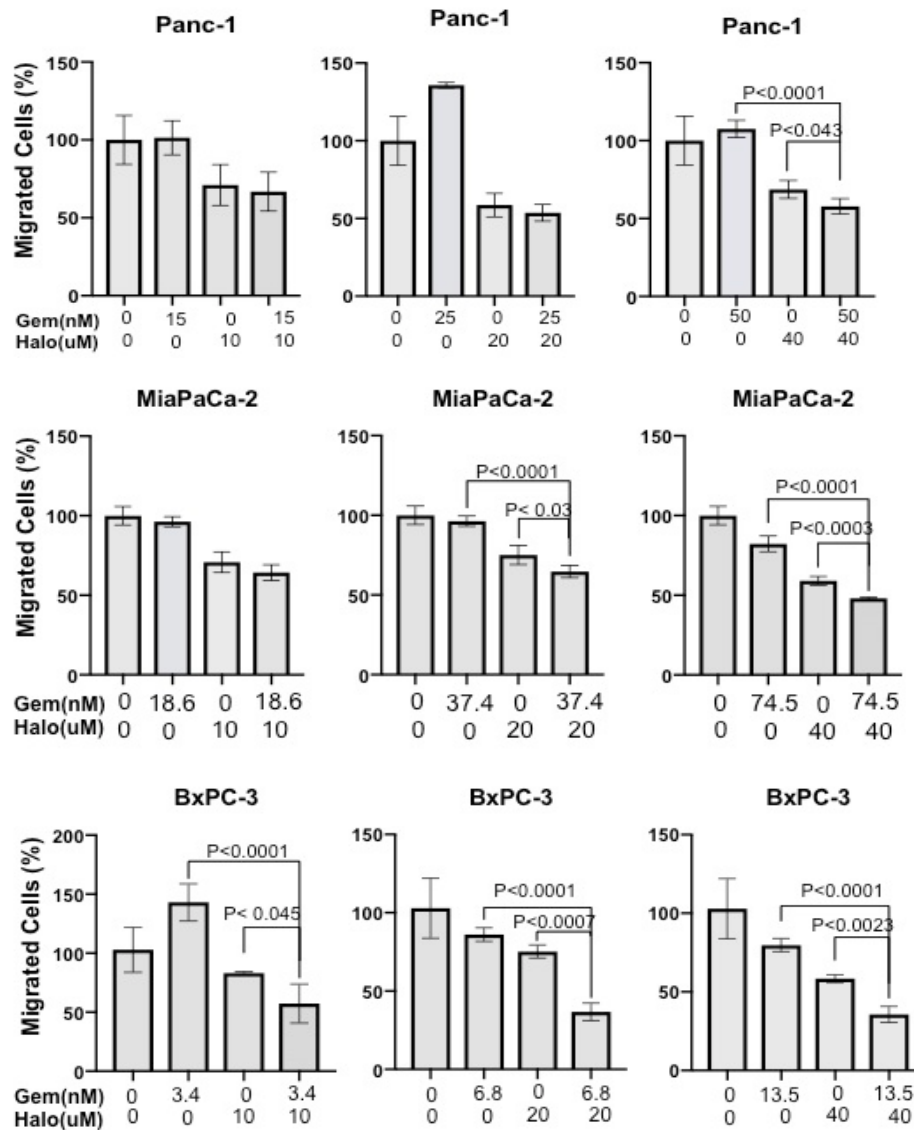 Panc-1 Panc-1 Panc-1
Migrated Cells (%)
150 150 150
P<0.0001
P<0.043
100 100 100
50 50 50
0 0 0
Gem(nM) 0 15 0 15 0 25 0 25 0 50 0 50
Halo(uM) 0 0 10 10 0 0 20 20 0 0 40 40
MiaPaCa-2 MiaPaCa-2 MiaPaCa-2
Migrated Cells (%)
150 150 150
P<0.0001 P<0.0001
P< 0.03 P<0.0003
100 100 100
50 50 50
0 0 0
Gem(nM) 0 18.6 0 18.6 0 37.4 0 37.4 0 74.5 0 74.5
Halo(uM) 0 0 10 10 0 0 20 20 0 0 40 40
BxPC-3 BxPC-3 BxPC-3
Migrated Cells (%)
200 150 150
P<0.0001 P<0.0001 P<0.0001
P< 0.045 P<0.0007 P<0.0023
150 100 100
100 50 50
50
0 0 0
Gem(nM) 0 3.4 0 3.4 0 6.8 0 6.8 0 13.5 0 13.5
Halo(uM) 0 0 10 10 0 0 20 20 0 0 40 40